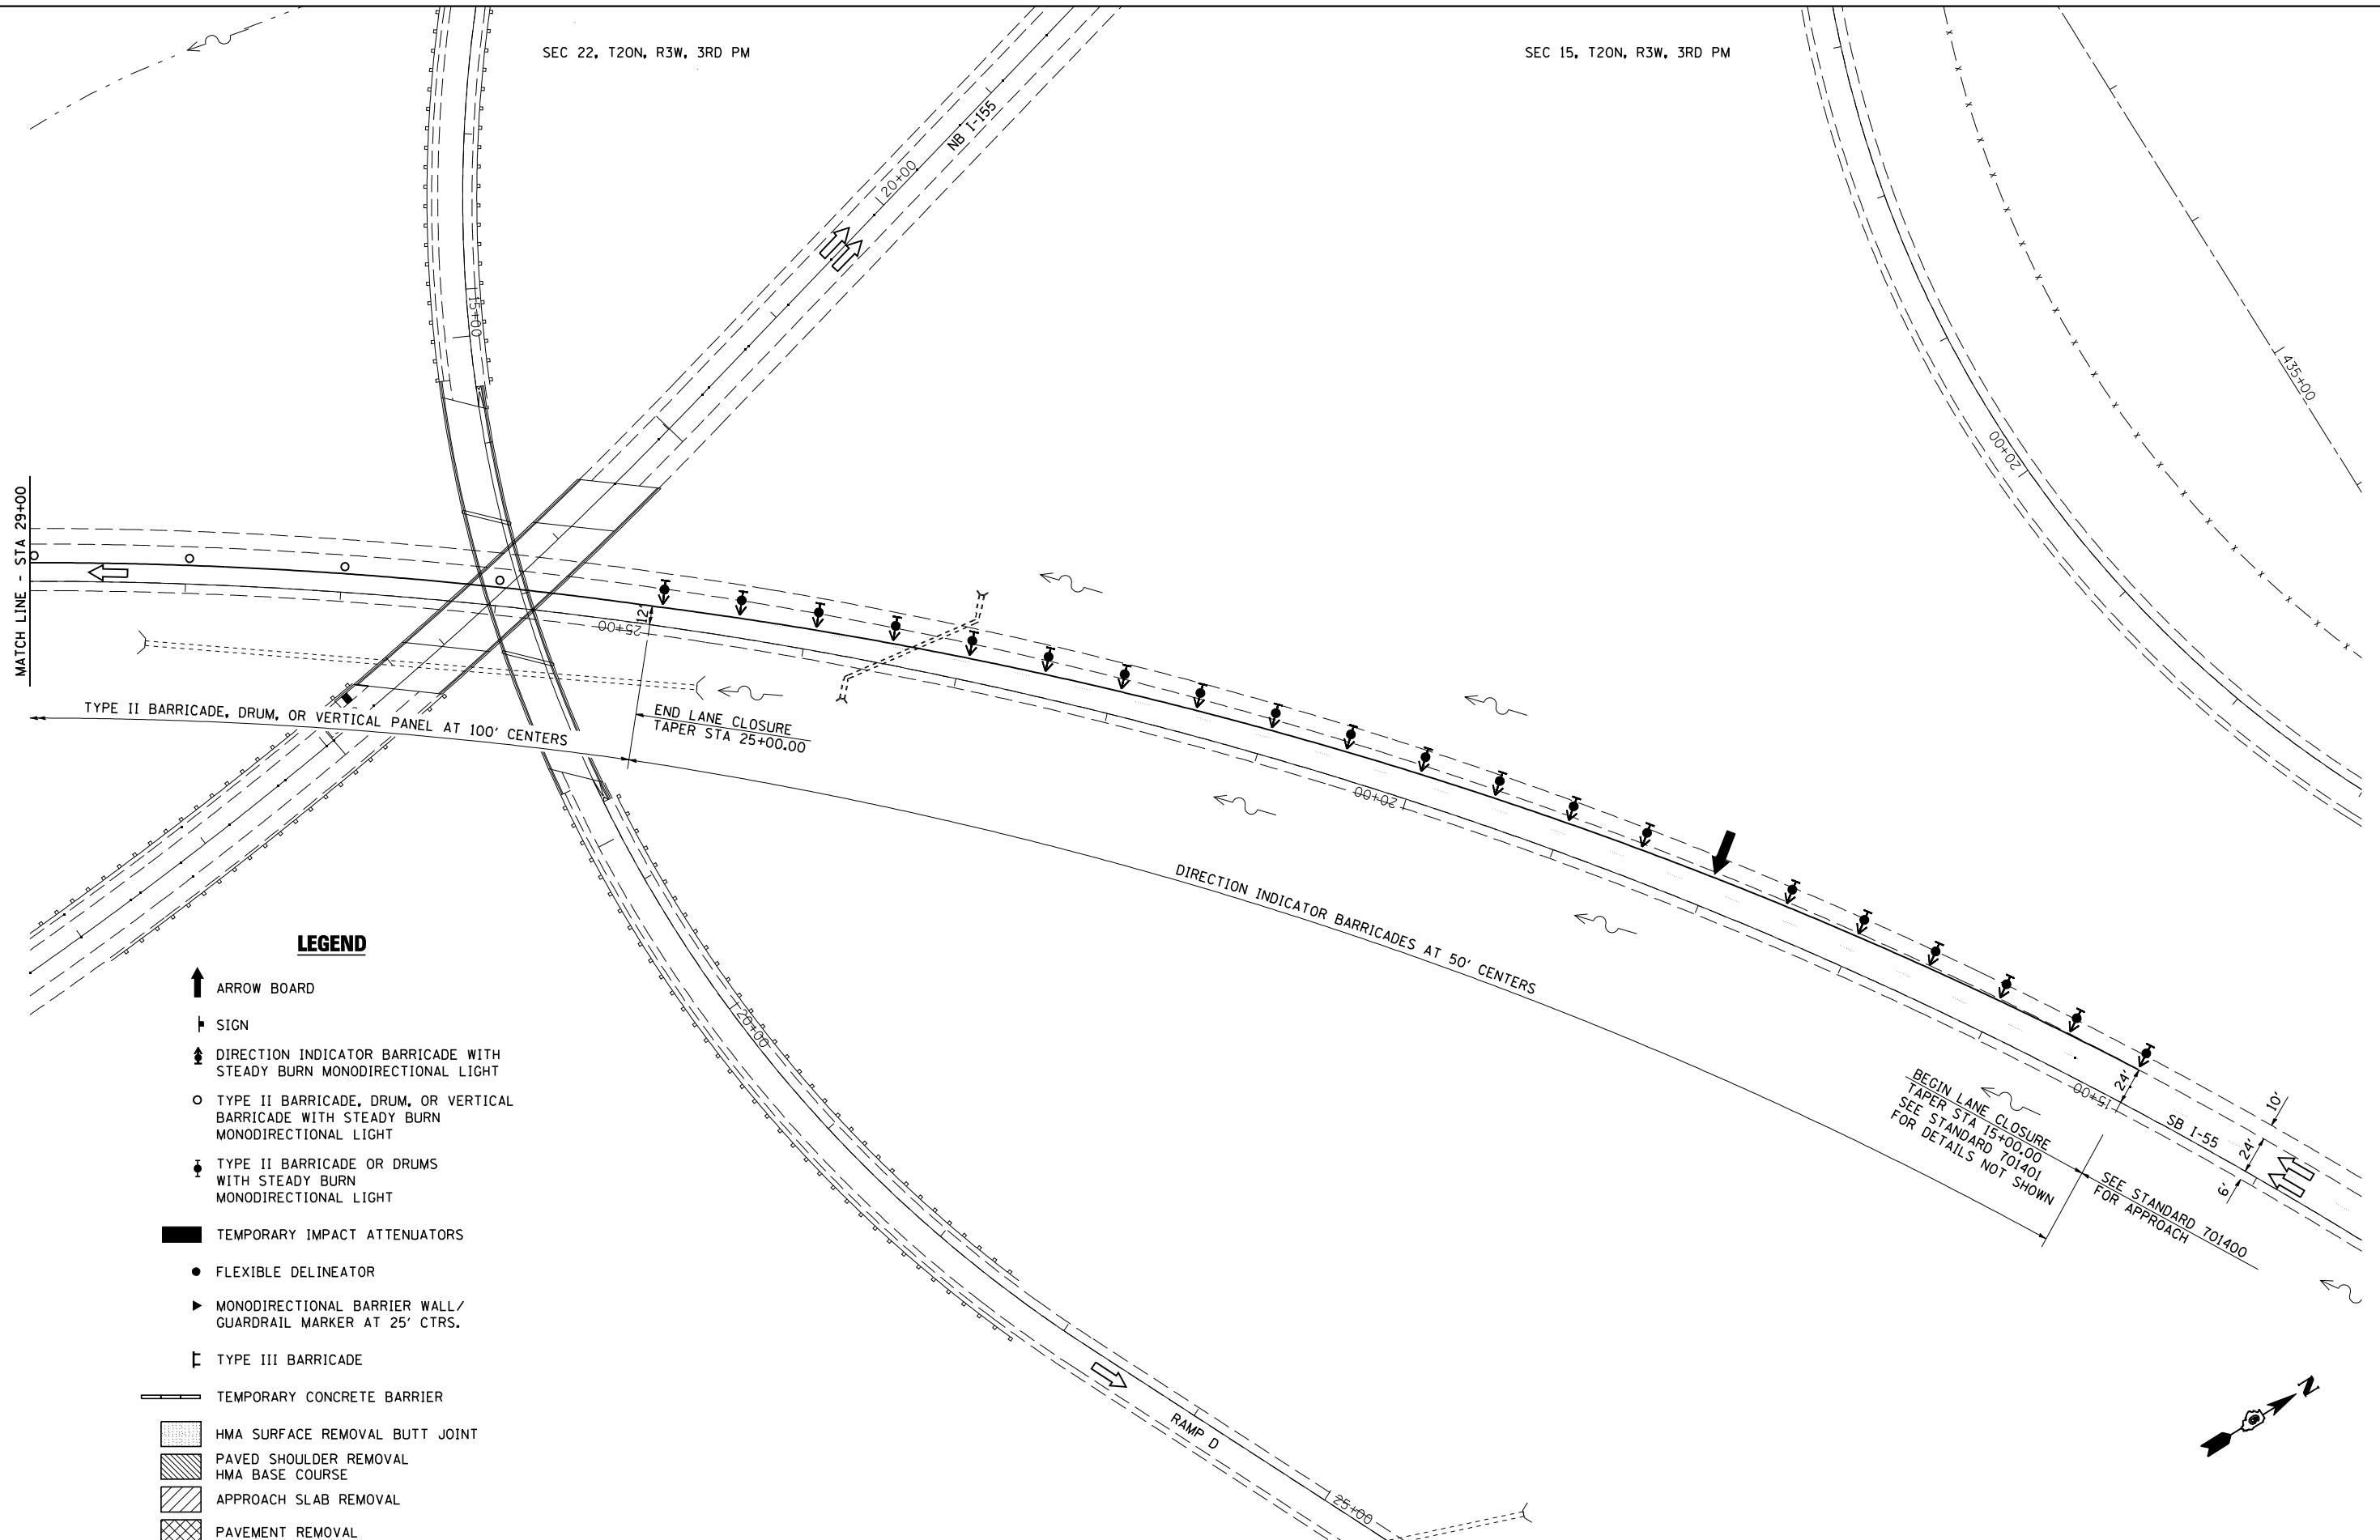 SEC 22, T20N, R3W, 3RD PM
SEC 15, T20N, R3W, 3RD PM
NB I-155
20+00
15+00
435+00
20+00
MATCH LINE - STA 29+00
12'
25+00
TYPE II BARRICADE, DRUM, OR VERTICAL PANEL AT 100' CENTERS
END LANE CLOSURE
TAPER STA 25+00.00
20+00
DIRECTION INDICATOR BARRICADES AT 50' CENTERS
20+00
BEGIN LANE CLOSURE
TAPER STA 15+00.00
SEE STANDARD 701401
FOR DETAILS NOT SHOWN
24'
15+00
SB I-55
10'
24'
6'
SEE STANDARD 701400
FOR APPROACH
RAMP D
25+00
N
LEGEND
ARROW BOARD
SIGN
DIRECTION INDICATOR BARRICADE WITH
STEADY BURN MONODIRECTIONAL LIGHT
TYPE II BARRICADE, DRUM, OR VERTICAL
BARRICADE WITH STEADY BURN
MONODIRECTIONAL LIGHT
TYPE II BARRICADE OR DRUMS
WITH STEADY BURN
MONODIRECTIONAL LIGHT
TEMPORARY IMPACT ATTENUATORS
FLEXIBLE DELINEATOR
MONODIRECTIONAL BARRIER WALL/
GUARDRAIL MARKER AT 25' CTRS.
TYPE III BARRICADE
TEMPORARY CONCRETE BARRIER
HMA SURFACE REMOVAL BUTT JOINT
PAVED SHOULDER REMOVAL
HMA BASE COURSE
APPROACH SLAB REMOVAL
PAVEMENT REMOVAL